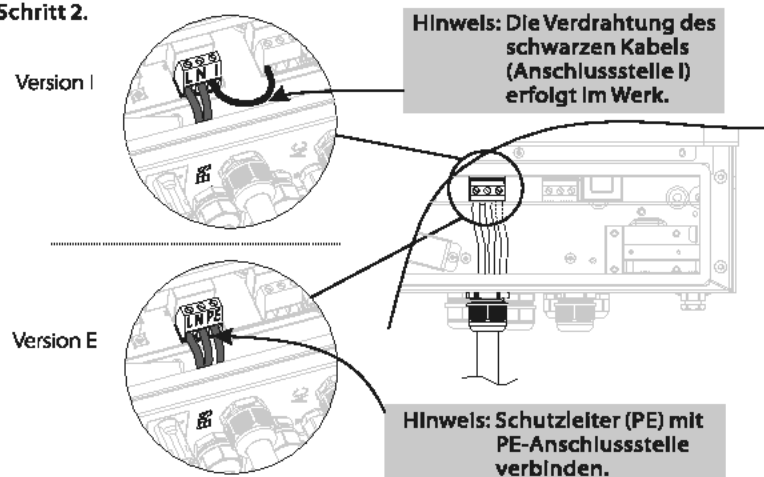 Schritt 2.
Hinweis: Die Verdrahtung des
schwarzen Kabels
(Anschlussstelle I)
erfolgt im Werk.
Version I
L N I
Version E
L N PE
Hinweis: Schutzleiter (PE) mit
PE-Anschlussstelle
verbinden.